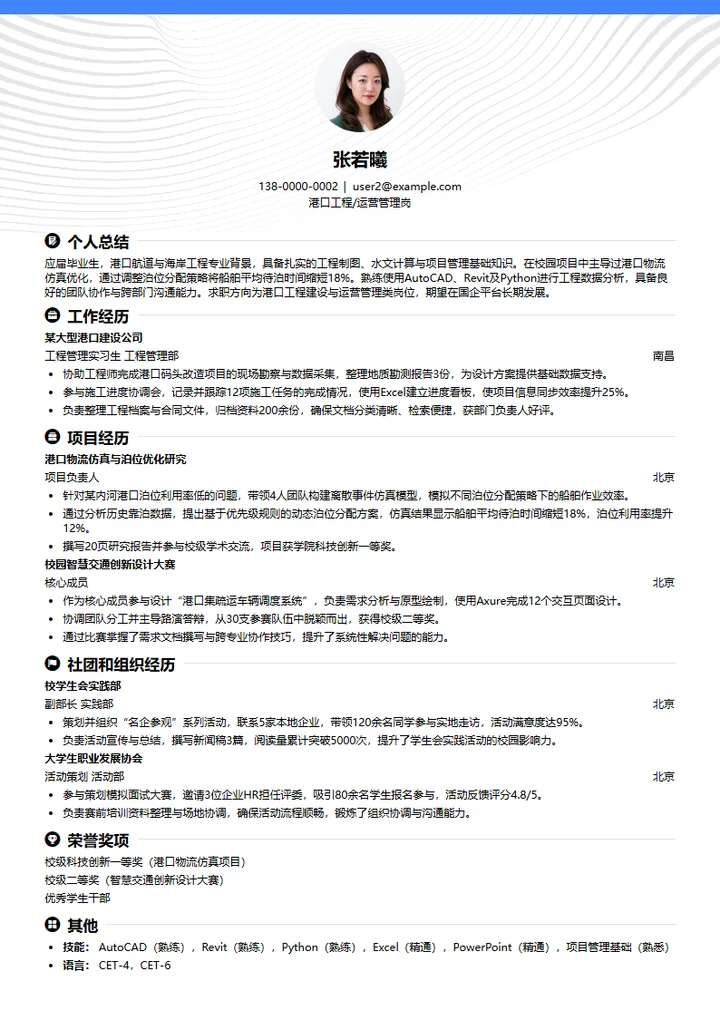 张若曦
138-0000-0002 | user2@example.com
港口工程/运营管理岗
个人总结
应届毕业生，港口航道与海岸工程专业背景，具备扎实的工程制图、水文计算与项目管理基础知识。在校园项目中主导过港口物流
仿真优化，通过调整泊位分配策略将船舶平均待泊时间缩短18%。熟练使用AutoCAD、Revit及Python进行工程数据分析，具备良
好的团队协作与跨部门沟通能力。求职方向为港口工程建设与运营管理类岗位，期望在国企平台长期发展。
工作经历
某大型港口建设公司
工程管理实习生 工程管理部 南昌
• 协助工程师完成港口码头改造项目的现场勘察与数据采集，整理地质勘测报告3份，为设计方案提供基础数据支持。
• 参与施工进度协调会，记录并跟踪12项施工任务的完成情况，使用Excel建立进度看板，使项目信息同步效率提升25%。
• 负责整理工程档案与合同文件，归档资料200余份，确保文档分类清晰、检索便捷，获部门负责人好评。
项目经历
港口物流仿真与泊位优化研究
项目负责人 北京
• 针对某内河港口泊位利用率低的问题，带领4人团队构建离散事件仿真模型，模拟不同泊位分配策略下的船舶作业效率。
• 通过分析历史靠泊数据，提出基于优先级规则的动态泊位分配方案，仿真结果显示船舶平均待泊时间缩短18%，泊位利用率提升
12%。
• 撰写20页研究报告并参与校级学术交流，项目获学院科技创新一等奖。
校园智慧交通创新设计大赛
核心成员 北京
• 作为核心成员参与设计“港口集疏运车辆调度系统”，负责需求分析与原型绘制，使用Axure完成12个交互页面设计。
• 协调团队分工并主导路演答辩，从30支参赛队伍中脱颖而出，获得校级二等奖。
• 通过比赛掌握了需求文档撰写与跨专业协作技巧，提升了系统性解决问题的能力。
社团和组织经历
校学生会实践部
副部长 实践部 北京
• 策划并组织“名企参观”系列活动，联系5家本地企业，带领120余名同学参与实地走访，活动满意度达95%。
• 负责活动宣传与总结，撰写新闻稿3篇，阅读量累计突破5000次，提升了学生会实践活动的校园影响力。
大学生职业发展协会
活动策划 活动部 北京
• 参与策划模拟面试大赛，邀请3位企业HR担任评委，吸引80余名学生报名参与，活动反馈评分4.8/5。
• 负责赛前培训资料整理与场地协调，确保活动流程顺畅，锻炼了组织协调与沟通能力。
荣誉奖项
校级科技创新一等奖（港口物流仿真项目）
校级二等奖（智慧交通创新设计大赛）
优秀学生干部
其他
• 技能： AutoCAD（熟练），Revit（熟练），Python（熟练），Excel（精通），PowerPoint（精通），项目管理基础（熟悉）
• 语言： CET-4，CET-6